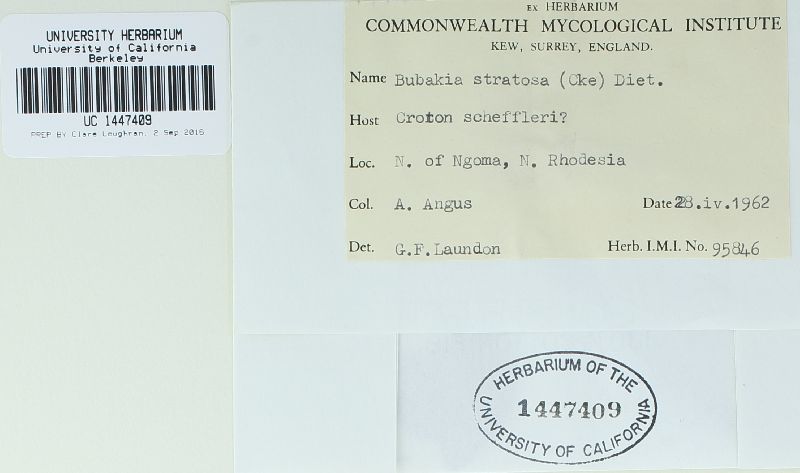 UNIVERSITY HERBARIUM
University of California
Berkeley
UC 1447409
PREP BY Clare Loughran, 2 Sep 2016
EX HERBARIUM
COMMONWEALTH MYCOLOGICAL INSTITUTE
KEW, SURREY, ENGLAND.
Name Bubakia stratosa (Cke) Diet.
Host Croton scheffleri?
Loc. N. of Ngoma, N. Rhodesia
Col. A. Angus Date 28.iv.1962
Det. G.F.Laundon Herb. I.M.I. No. 95846
HERBARIUM OF THE
1447409
UNIVERSITY OF CALIFORNIA